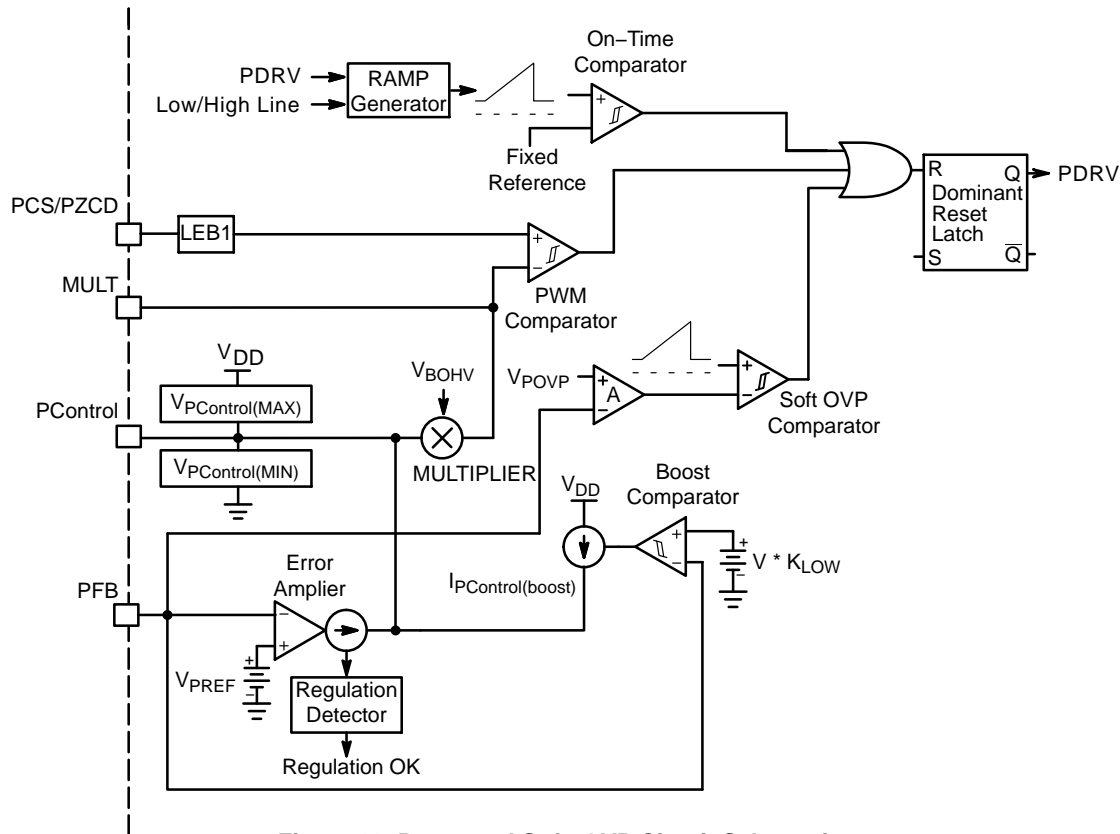 On−Time
Comparator
PDRV
Low/High Line
RAMP
Generator
+
−
Fixed
Reference
R
Q
Dominant
Reset
Latch
S
Q
PDRV
PCS/PZCD
LEB1
+
−
PWM
Comparator
MULT
VDD
VPControl(MAX)
PControl
VPControl(MIN)
VBOHV
MULTIPLIER
VPOVP
+
A
−
+
−
Soft OVP
Comparator
VDD
Boost
Comparator
+
−
+
−
V * KLOW
IPControl(boost)
PFB
Error
Amplier
−
+
+
−
VPREF
Regulation
Detector
Regulation OK